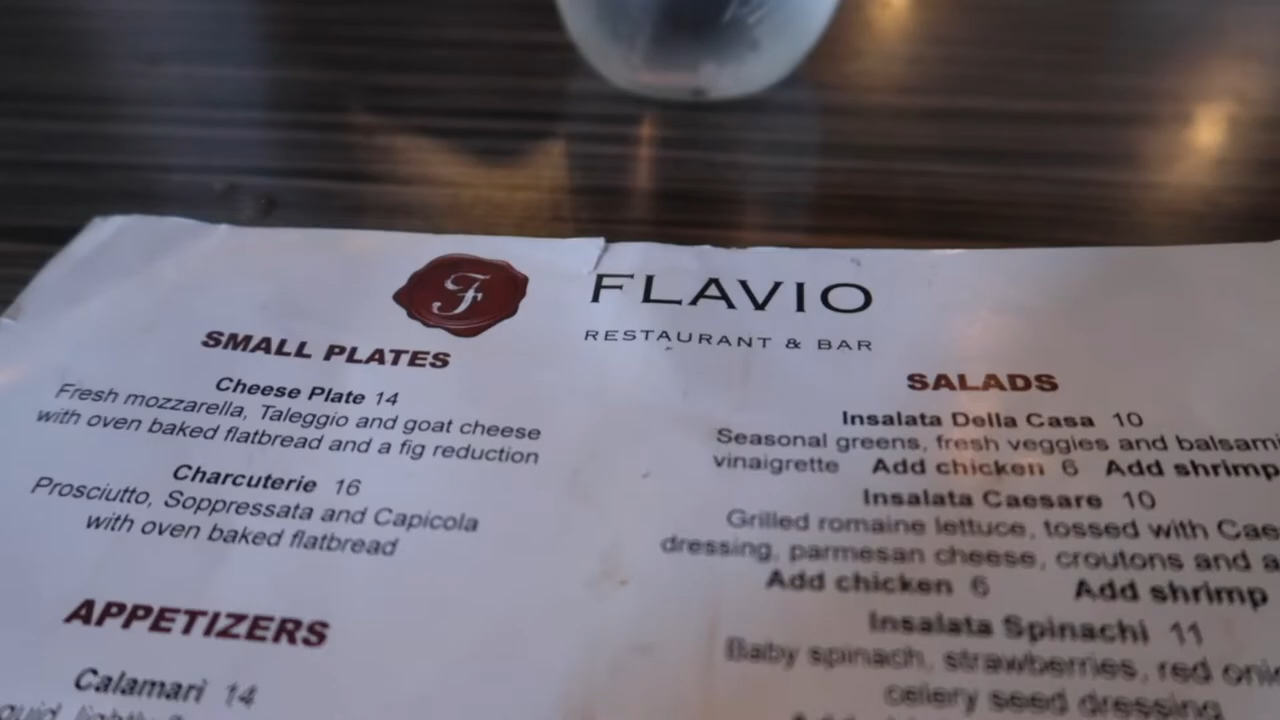 F
FLAVIO
RESTAURANT & BAR
SMALL PLATES
Cheese Plate 14
Fresh mozzarella, Taleggio and goat cheese
with oven baked flatbread and a fig reduction
Charcuterie 16
Prosciutto, Soppressata and Capicola
with oven baked flatbread
APPETIZERS
Calamari 14
SALADS
Insalata Della Casa 10
Seasonal greens, fresh veggies and balsami
vinaigrette Add chicken 6 Add shrimp
Insalata Caesare 10
Grilled romaine lettuce, tossed with Cae
dressing, parmesan cheese, croutons and a
Add chicken 6 Add shrimp
Insalata Spinachi 11
Baby spinach, strawberries, red oni
celery seed dressing